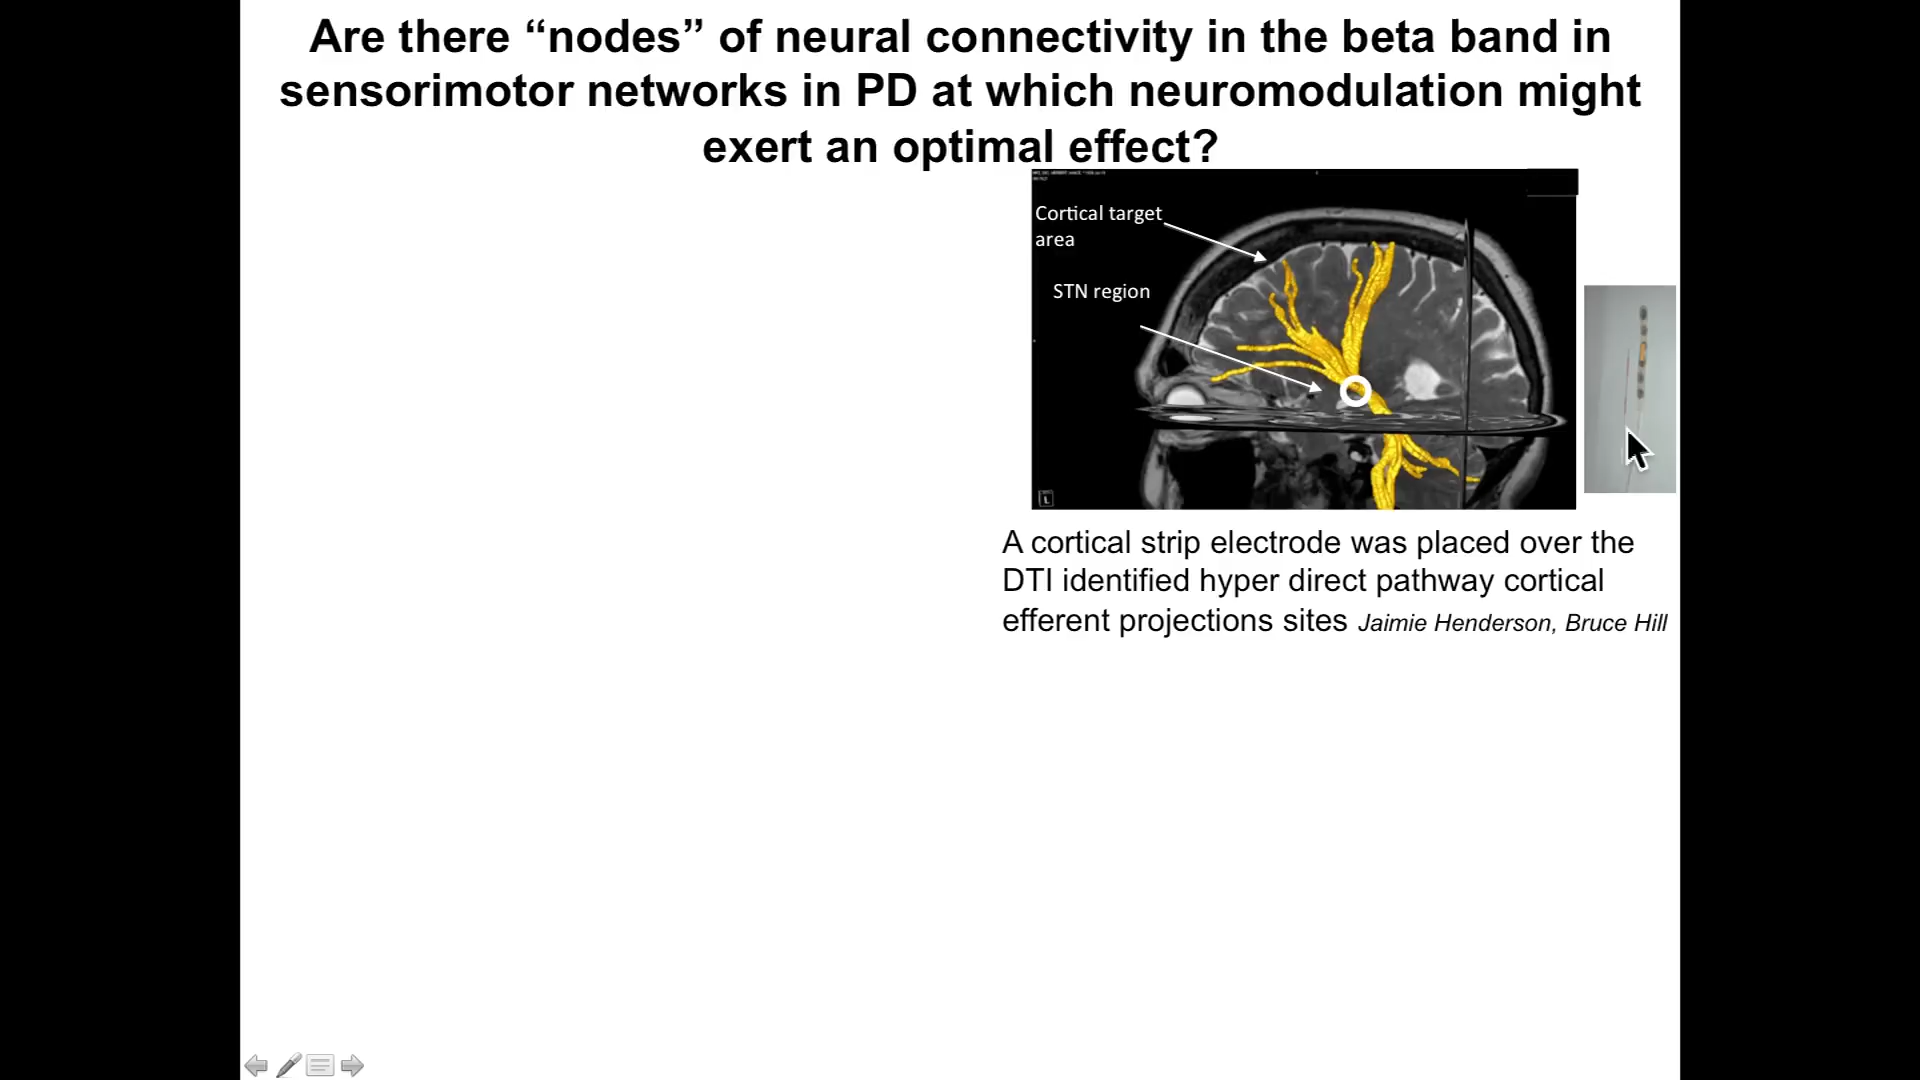 Are there “nodes” of neural connectivity in the beta band in
sensorimotor networks in PD at which neuromodulation might
exert an optimal effect?
Cortical target
area
STN region
L
A cortical strip electrode was placed over the
DTI identified hyper direct pathway cortical
efferent projections sites Jaimie Henderson, Bruce Hill